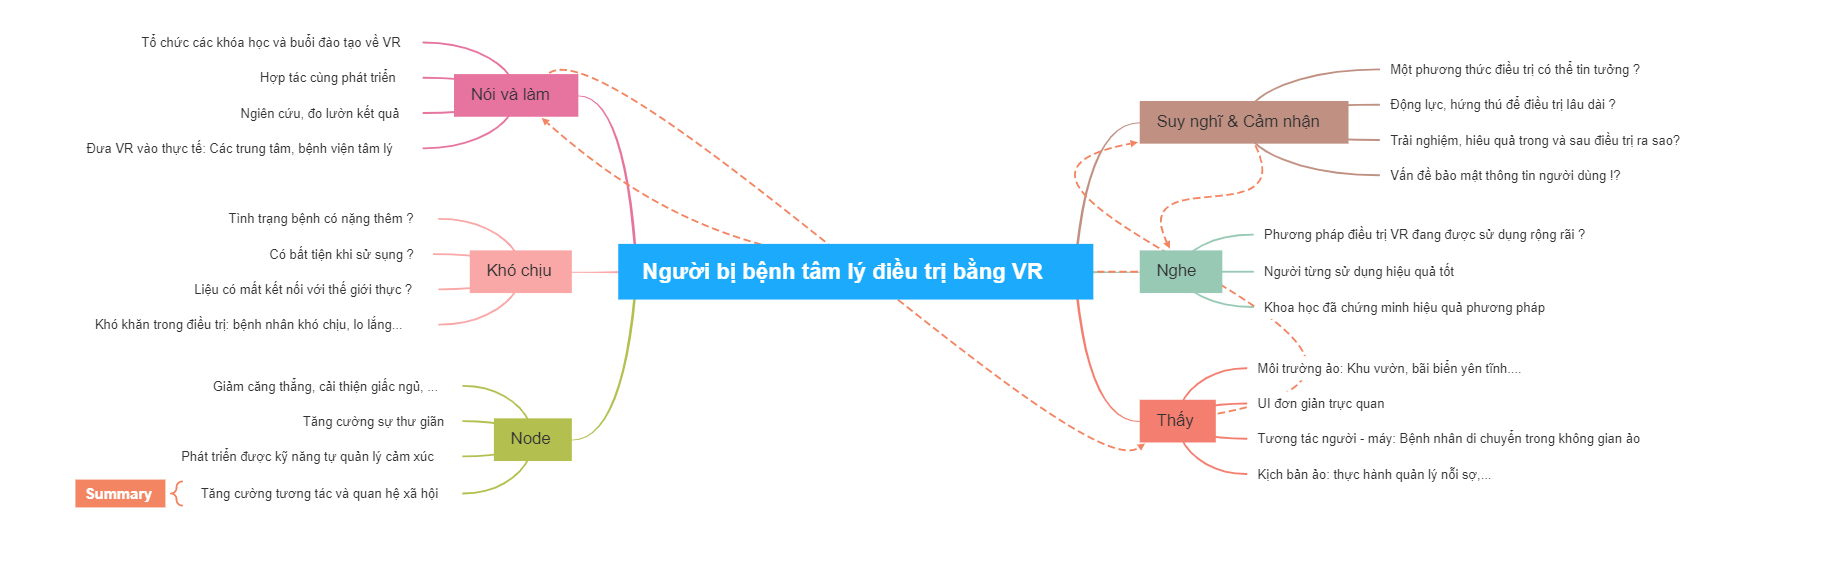 Tổ chức các khóa học và buổi đào tạo về VR
Hợp tác cùng phát triển
Ngiên cứu, đo lườn kết quả
Đưa VR vào thực tế: Các trung tâm, bệnh viện tâm lý
Nói và làm
Tình trạng bệnh có nặng thêm ?
Có bất tiện khi sử sụng ?
Liệu có mất kết nối với thế giới thực ?
Khó khăn trong điều trị: bệnh nhân khó chịu, lo lắng...
Khó chịu
Giảm căng thẳng, cải thiện giấc ngủ, ...
Tăng cường sự thư giãn
Phát triển được kỹ năng tự quản lý cảm xúc
Tăng cường tương tác và quan hệ xã hội
Node
Summary
Người bị bệnh tâm lý điều trị bằng VR
Suy nghĩ & Cảm nhận
Một phương thức điều trị có thể tin tưởng ?
Động lực, hứng thú để điều trị lâu dài ?
Trải nghiệm, hiêu quả trong và sau điều trị ra sao?
Vấn đề bảo mật thông tin người dùng !?
Nghe
Phương pháp điều trị VR đang được sử dụng rộng rãi ?
Người từng sử dụng hiệu quả tốt
Khoa học đã chứng minh hiệu quả phương pháp
Thấy
Môi trường ảo: Khu vườn, bãi biển yên tĩnh....
UI đơn giản trực quan
Tương tác người - máy: Bệnh nhân di chuyển trong không gian ảo
Kịch bản ảo: thực hành quản lý nỗi sợ,...